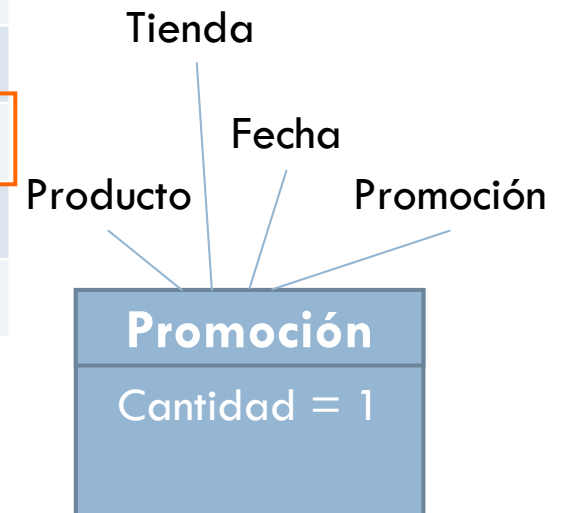 Tienda
Fecha
Producto
Promoción
Promoción
Cantidad = 1